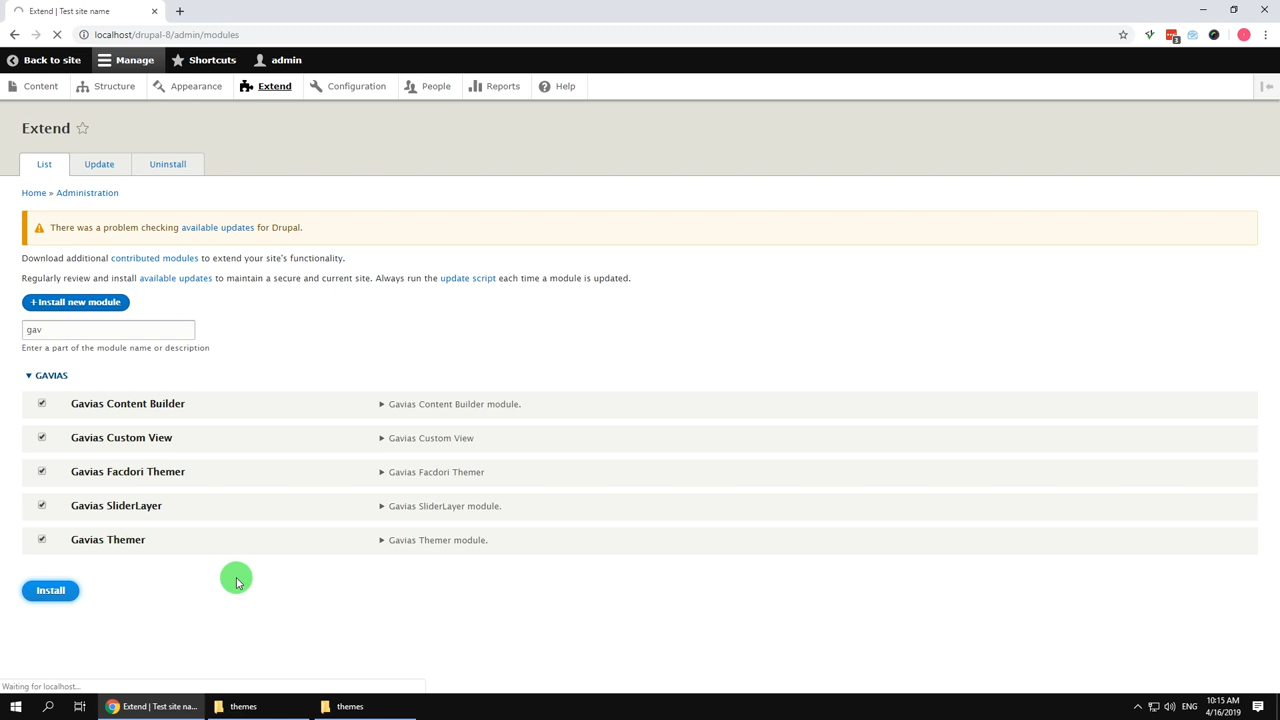 Extend | Test site name
localhost/drupal-8/admin/modules
3
Back to site Manage Shortcuts admin
Content Structure Appearance Extend Configuration People Reports Help
Extend
List Update Uninstall
Home » Administration
There was a problem checking available updates for Drupal.
Download additional contributed modules to extend your site's functionality.
Regularly review and install available updates to maintain a secure and current site. Always run the update script each time a module is updated.
+ Install new module
gav
Enter a part of the module name or description
GAVIAS
Gavias Content Builder Gavias Content Builder module.
Gavias Custom View Gavias Custom View
Gavias Facdori Themer Gavias Facdori Themer
Gavias SliderLayer Gavias SliderLayer module.
Gavias Themer Gavias Themer module.
Install
Waiting for localhost...
Extend | Test site na... themes themes ENG
10:15 AM
4/16/2019